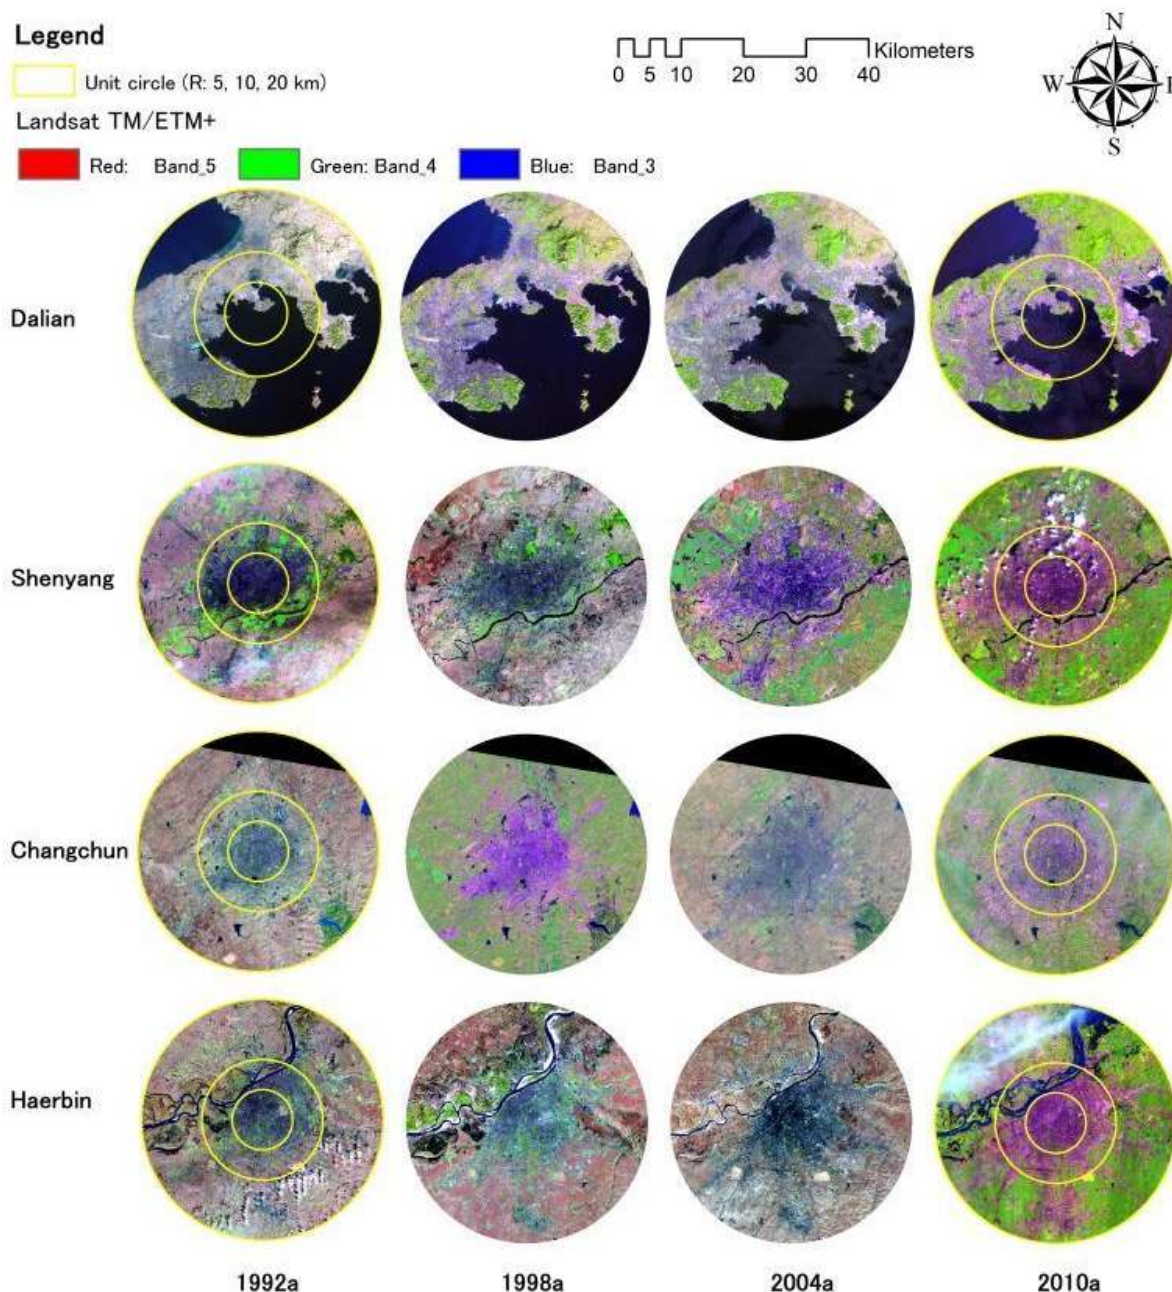 Legend
Unit circle (R: 5, 10, 20 km)
Landsat TM/ETM+
Red: Band_5 Green: Band_4 Blue: Band_3
Kilometers
0 5 10 20 30 40
N
W
S
Dalian
Shenyang
Changchun
Haerbin
1992a 1998a 2004a 2010a